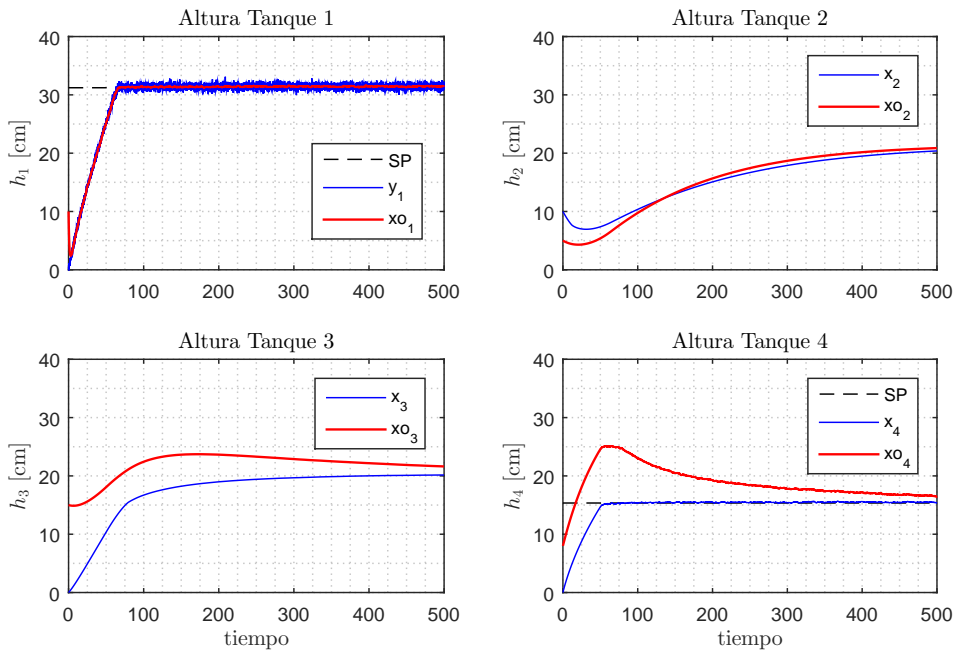 Altura Tanque 1
40
30
20
10
0
h₁ [cm]
SP
y₁
xo₁
0 100 200 300 400 500
Altura Tanque 2
40
30
20
10
0
h₂ [cm]
x₂
xo₂
0 100 200 300 400 500
Altura Tanque 3
40
30
20
10
0
h₃ [cm]
x₃
xo₃
0 100 200 300 400 500
tiempo
Altura Tanque 4
40
30
20
10
0
h₄ [cm]
SP
x₄
xo₄
0 100 200 300 400 500
tiempo